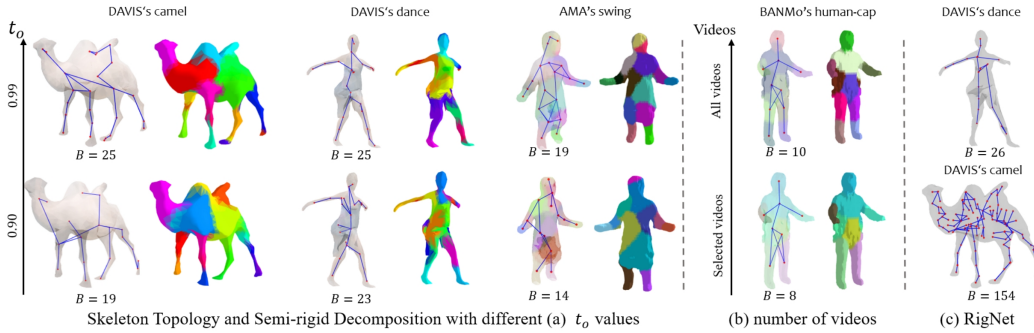 DAVIS's camel
DAVIS's dance
AMA's swing
BANMo's human-cap
DAVIS's dance
t_o
0.99
0.90
B = 25
B = 25
B = 19
B = 19
B = 23
B = 14
Videos
All videos
Selected videos
B = 10
B = 8
B = 26
DAVIS's camel
B = 154
Skeleton Topology and Semi-rigid Decomposition with different (a) t_o values
(b) number of videos
(c) RigNet